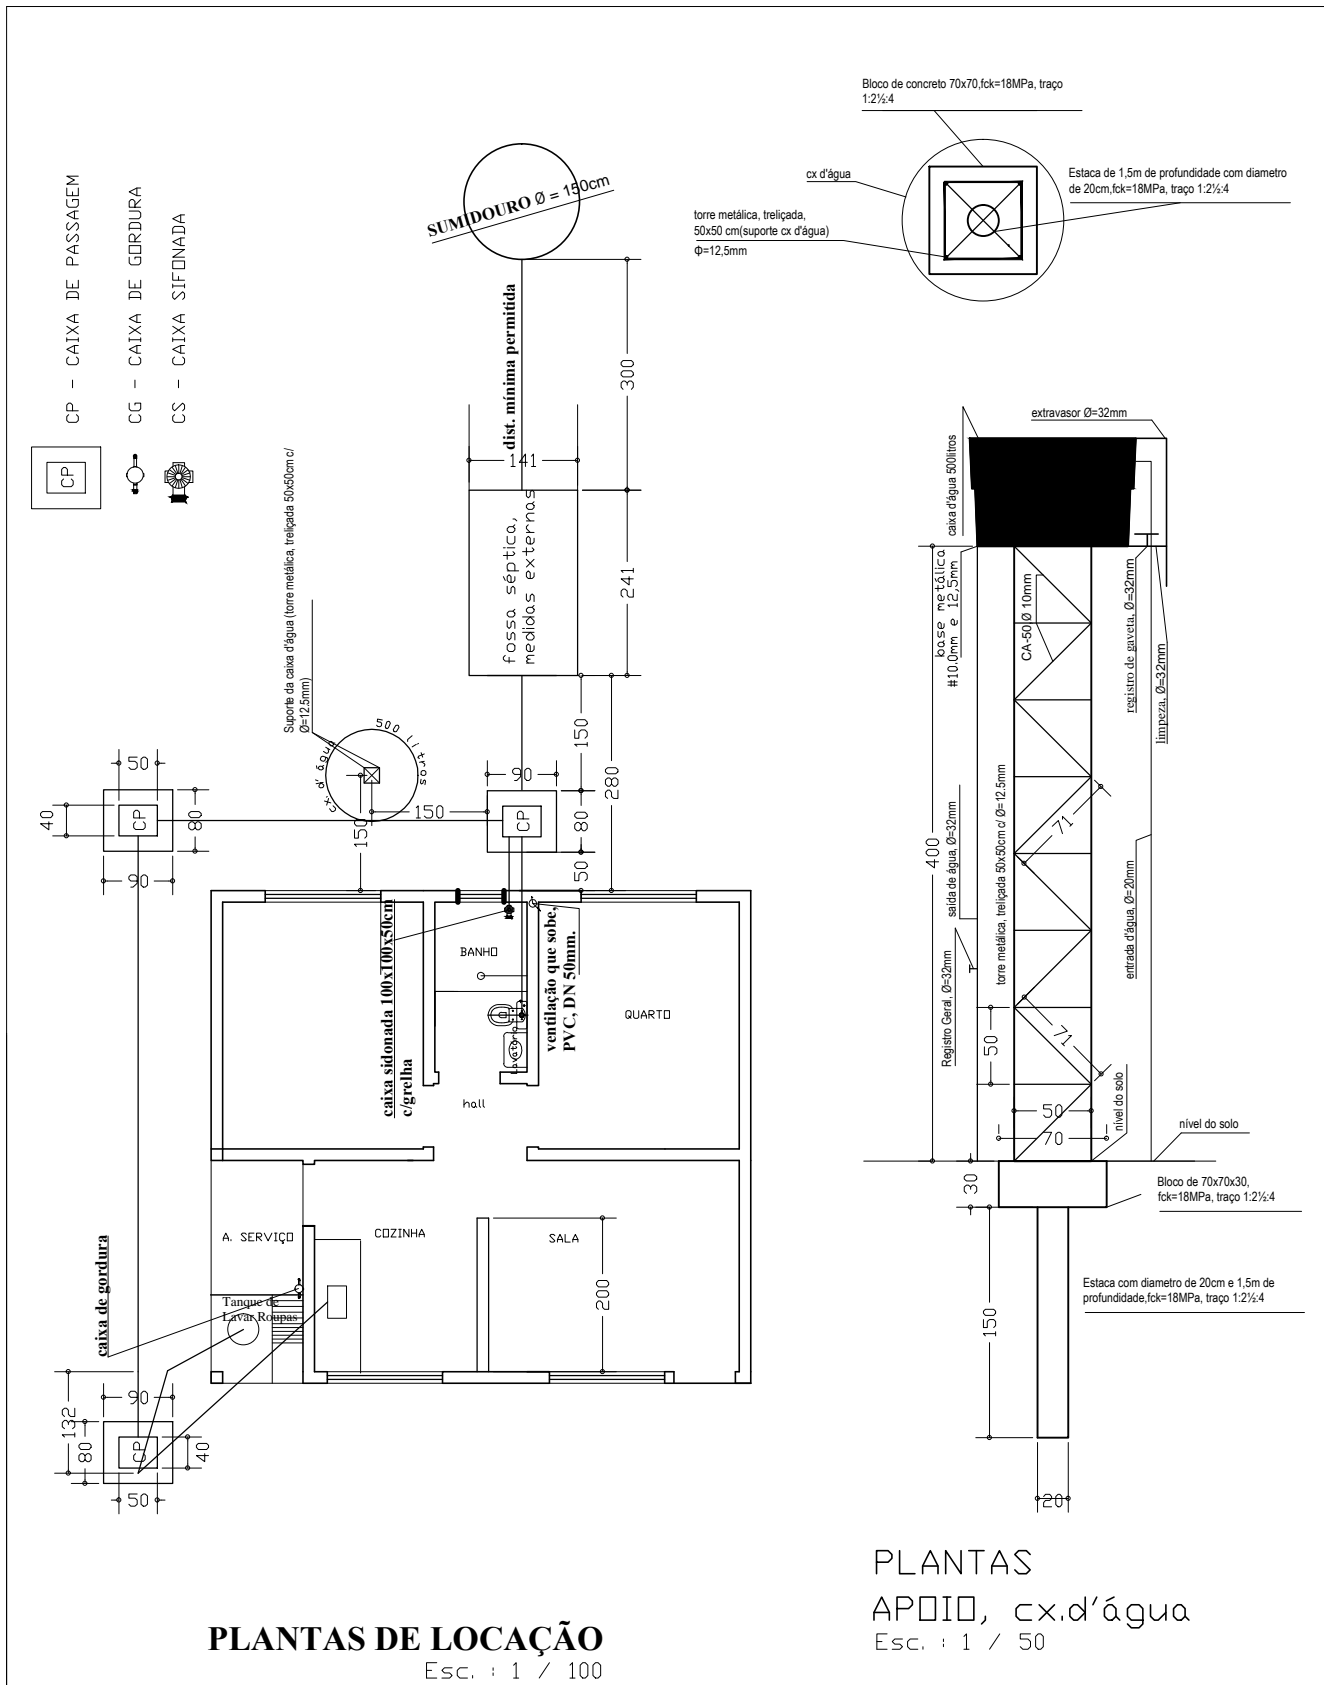 CP - CAIXA DE PASSAGEM
CG - CAIXA DE GORDURA
CS - CAIXA SIFONADA
CP
SUMIDOURO Ø = 150cm
dist. mínima permitida
300
141
fossa séptica,
medidas externas
241
Suporte da caixa d'água (torre metálica, treliçada 50x50cm c/
Ø=12.5mm)
cx. d' água
500 litros
150
280
50
40
CP
80
90
150
150
90
CP
80
50
caixa sidonada 100x100x50cm
c/grelha
BANHO
Lavatorio
ventilação que sobe,
PVC, DN 50mm.
QUARTO
hall
A. SERVIÇO
COZINHA
SALA
200
caixa de gordura
Tanque de
Lavar Roupas
132
90
80
CP
40
50
PLANTAS DE LOCAÇÃO
Esc. : 1 / 100
Bloco de concreto 70x70,fck=18MPa, traço
1:2½:4
cx d'água
Estaca de 1,5m de profundidade com diametro
de 20cm,fck=18MPa, traço 1:2½:4
torre metálica, treliçada,
50x50 cm(suporte cx d'água)
Φ=12,5mm
extravasor Ø=32mm
caixa d'água 500litros
base metálica
#10.0mm e 12,5mm
CA-50 Ø 10mm
registro de gaveta, Ø=32mm
limpeza, Ø=32mm
400
saída de água, Ø=32mm
torre metálica, treliçada 50x50cm c/ Ø=12.5mm
71
entrada d'água, Ø=20mm
Registro Geral, Ø=32mm
50
71
50
70
nível do solo
nível do solo
30
Bloco de 70x70x30,
fck=18MPa, traço 1:2½:4
150
Estaca com diametro de 20cm e 1,5m de
profundidade,fck=18MPa, traço 1:2½:4
20
PLANTAS
APOIO, cx.d'água
Esc. : 1 / 50